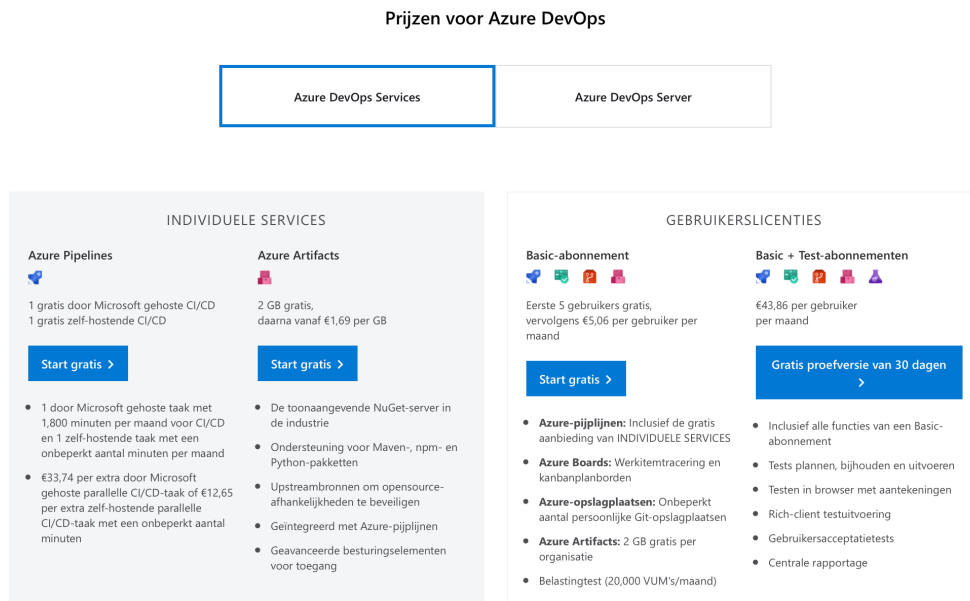 Prijzen voor Azure DevOps
Azure DevOps Services
Azure DevOps Server
INDIVIDUELE SERVICES
Azure Pipelines
1 gratis door Microsoft gehoste CI/CD
1 gratis zelf-hostende CI/CD
Start gratis
1 door Microsoft gehoste taak met
1,800 minuten per maand voor CI/CD
en 1 zelf-hostende taak met een
onbeperkt aantal minuten per maand
€33,74 per extra door Microsoft
gehoste parallelle CI/CD-taak of €12,65
per extra zelf-hostende parallelle
CI/CD-taak met een onbeperkt aantal
minuten
Azure Artifacts
2 GB gratis,
daarna vanaf €1,69 per GB
Start gratis
De toonaangevende NuGet-server in
de industrie
Ondersteuning voor Maven-, npm- en
Python-pakketten
Upstreambronnen om opensource-
afhankelijkheden te beveiligen
Geïntegreerd met Azure-pijplijnen
Geavanceerde besturingselementen
voor toegang
GEBRUIKERSLICENTIES
Basic-abonnement
Eerste 5 gebruikers gratis,
vervolgens €5,06 per gebruiker per
maand
Start gratis
Azure-pijplijnen: Inclusief de gratis
aanbieding van INDIVIDUELE SERVICES
Azure Boards: Werkitemtracering en
kanbanplanborden
Azure-opslagplaatsen: Onbeperkt
aantal persoonlijke Git-opslagplaatsen
Azure Artifacts: 2 GB gratis per
organisatie
Belastingtest (20,000 VUM's/maand)
Basic + Test-abonnementen
€43,86 per gebruiker
per maand
Gratis proefversie van 30 dagen
Inclusief alle functies van een Basic-
abonnement
Tests plannen, bijhouden en uitvoeren
Testen in browser met aantekeningen
Rich-client testuitvoering
Gebruikersacceptatietests
Centrale rapportage